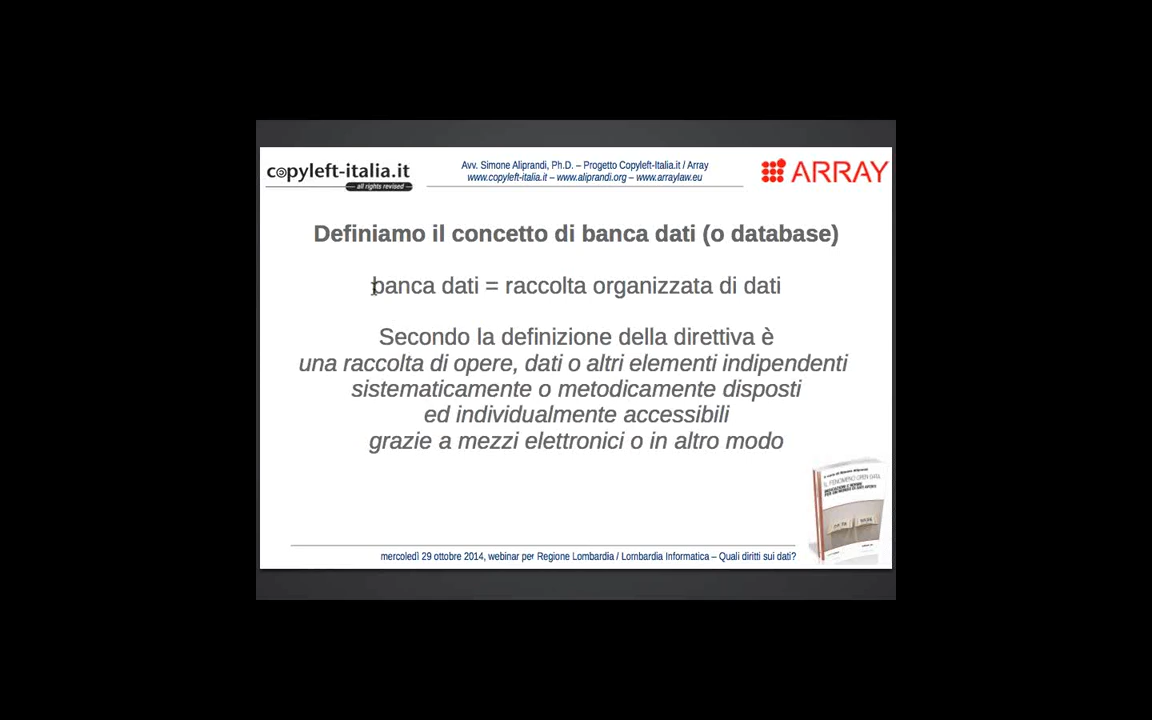 copyleft-italia.it
all rights revised
Avv. Simone Aliprandi, Ph.D. – Progetto Copyleft-Italia.it / Array
www.copyleft-italia.it – www.aliprandi.org – www.arraylaw.eu
ARRAY
Definiamo il concetto di banca dati (o database)
banca dati = raccolta organizzata di dati
Secondo la definizione della direttiva è
una raccolta di opere, dati o altri elementi indipendenti
sistematicamente o metodicamente disposti
ed individualmente accessibili
grazie a mezzi elettronici o in altro modo
IL FENOMENO OPEN DATA
mercoledì 29 ottobre 2014, webinar per Regione Lombardia / Lombardia Informatica – Quali diritti sui dati?